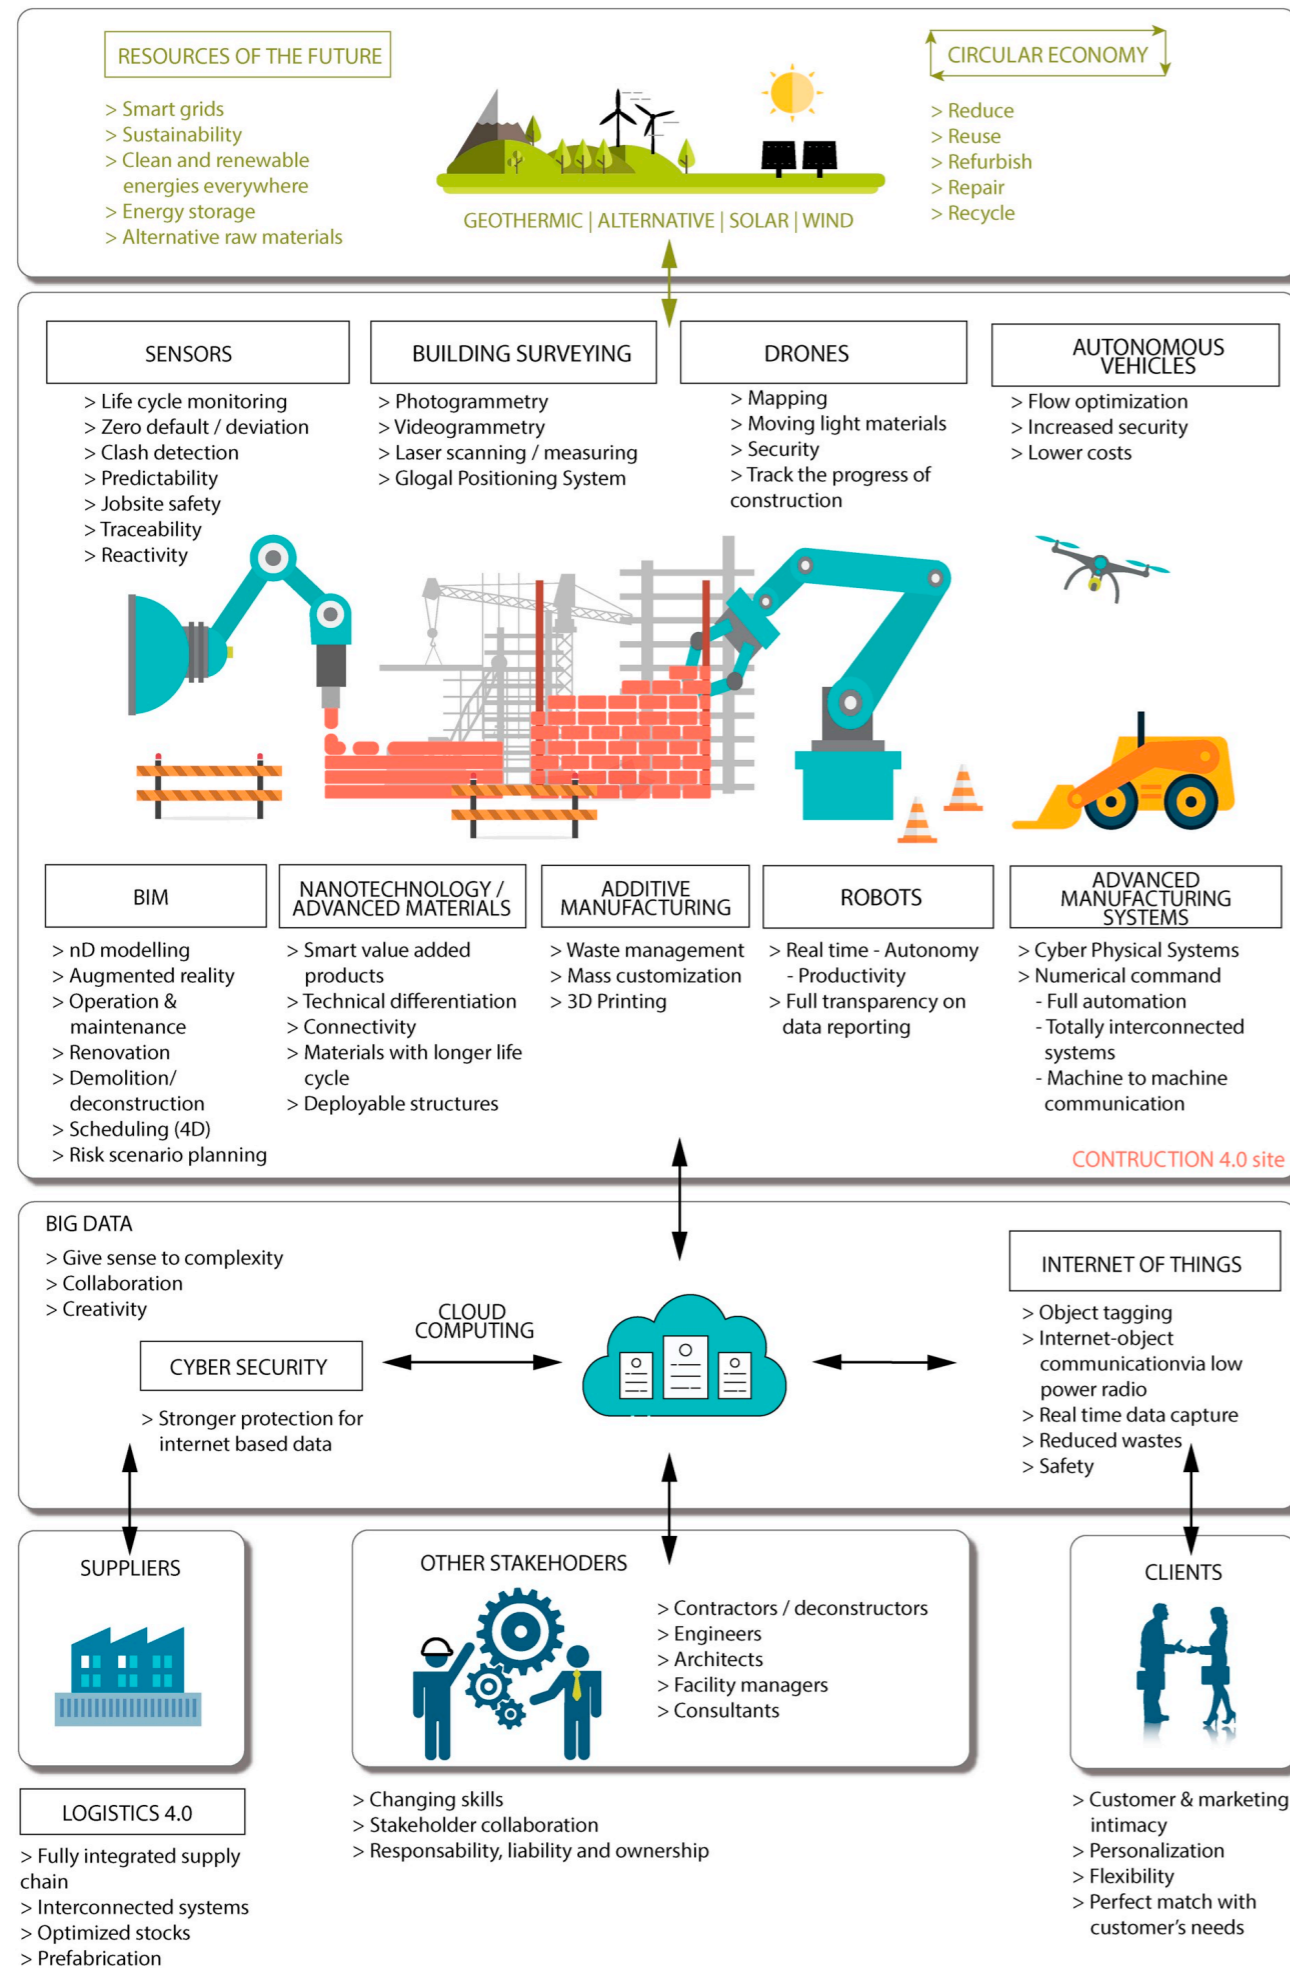 RESOURCES OF THE FUTURE
> Smart grids
> Sustainability
> Clean and renewable
energies everywhere
> Energy storage
> Alternative raw materials
GEOTHERMIC | ALTERNATIVE | SOLAR | WIND
CIRCULAR ECONOMY
> Reduce
> Reuse
> Refurbish
> Repair
> Recycle
SENSORS
> Life cycle monitoring
> Zero default / deviation
> Clash detection
> Predictability
> Jobsite safety
> Traceability
> Reactivity
BUILDING SURVEYING
> Photogrammetry
> Videogrammetry
> Laser scanning / measuring
> Glogal Positioning System
DRONES
> Mapping
> Moving light materials
> Security
> Track the progress of
construction
AUTONOMOUS
VEHICLES
> Flow optimization
> Increased security
> Lower costs
BIM
> nD modelling
> Augmented reality
> Operation &
maintenance
> Renovation
> Demolition/
deconstruction
> Scheduling (4D)
> Risk scenario planning
NANOTECHNOLOGY /
ADVANCED MATERIALS
> Smart value added
products
> Technical differentiation
> Connectivity
> Materials with longer life
cycle
> Deployable structures
ADDITIVE
MANUFACTURING
> Waste management
> Mass customization
> 3D Printing
ROBOTS
> Real time - Autonomy
- Productivity
> Full transparency on
data reporting
ADVANCED
MANUFACTURING
SYSTEMS
> Cyber Physical Systems
> Numerical command
- Full automation
- Totally interconnected
systems
- Machine to machine
communication
CONTRUCTION 4.0 site
BIG DATA
> Give sense to complexity
> Collaboration
> Creativity
CYBER SECURITY
> Stronger protection for
internet based data
CLOUD
COMPUTING
INTERNET OF THINGS
> Object tagging
> Internet-object
communicationvia low
power radio
> Real time data capture
> Reduced wastes
> Safety
SUPPLIERS
LOGISTICS 4.0
> Fully integrated supply
chain
> Interconnected systems
> Optimized stocks
> Prefabrication
OTHER STAKEHODERS
> Contractors / deconstructors
> Engineers
> Architects
> Facility managers
> Consultants
> Changing skills
> Stakeholder collaboration
> Responsability, liability and ownership
CLIENTS
> Customer & marketing
intimacy
> Personalization
> Flexibility
> Perfect match with
customer's needs